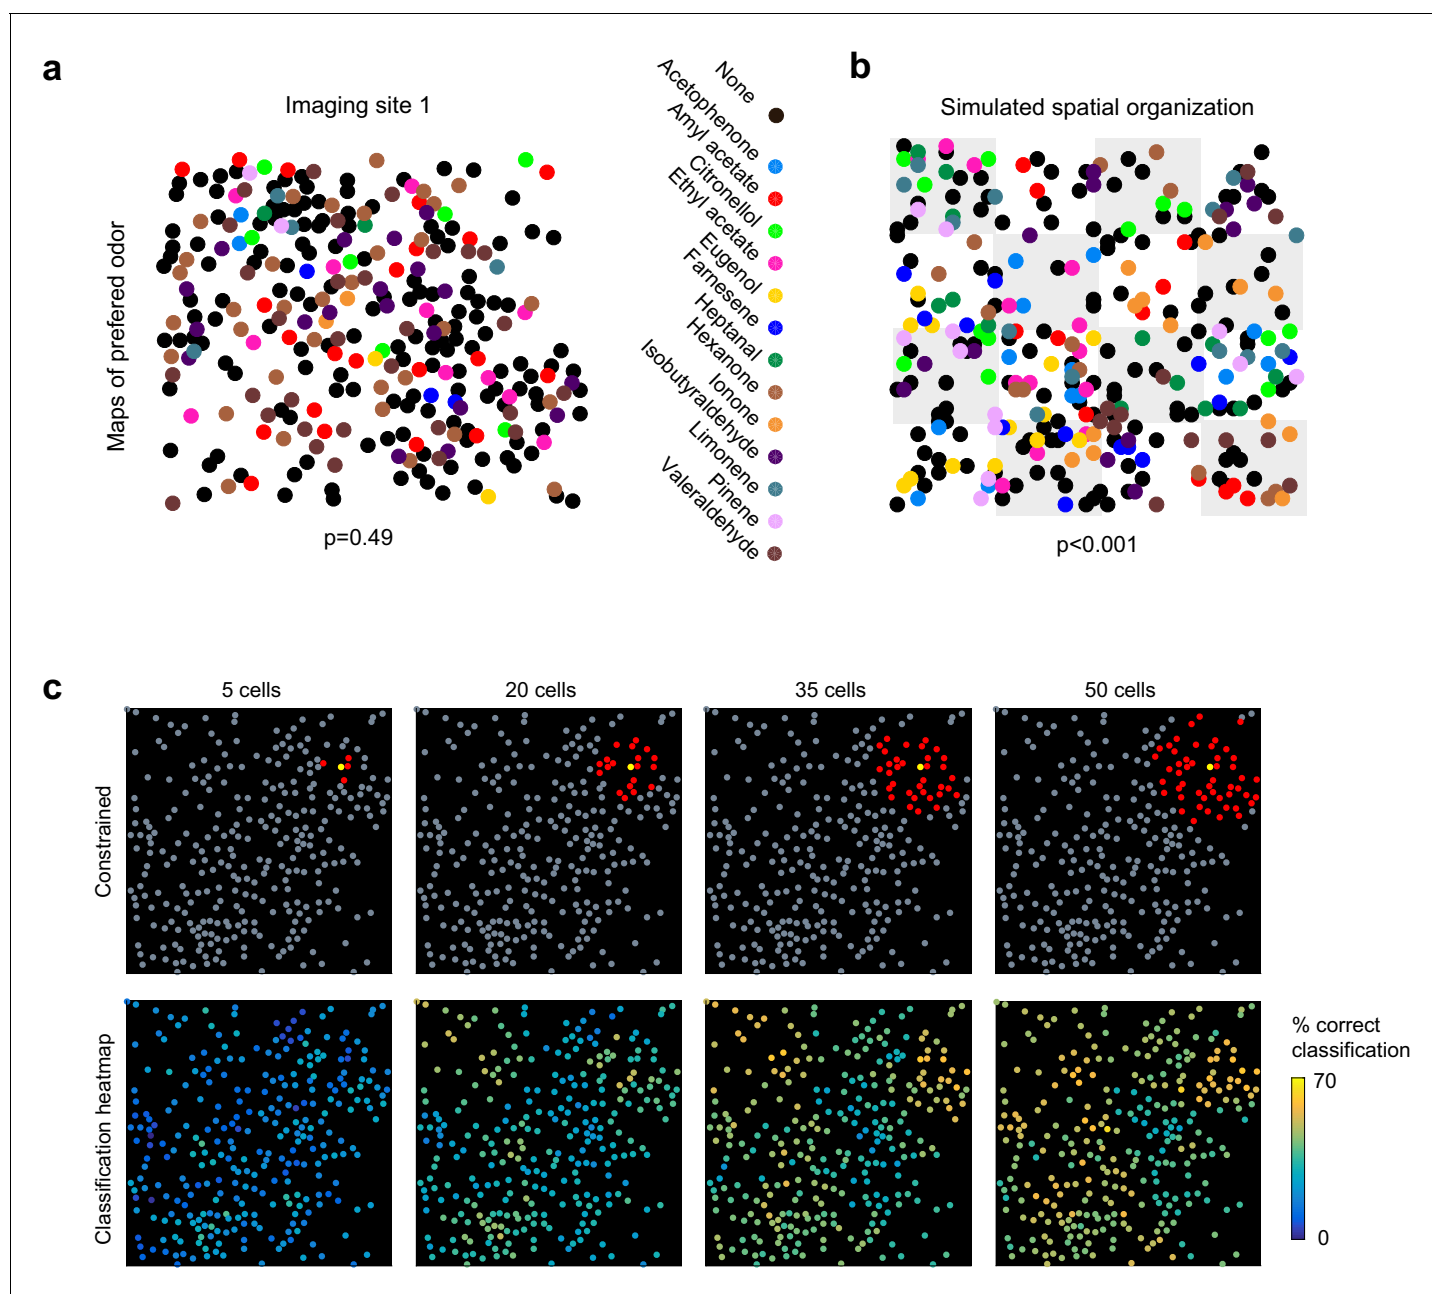 a
Imaging site 1
Maps of prefered odor
p=0.49
None
Acetophenone
Amyl acetate
Citronellol
Ethyl acetate
Eugenol
Farnesene
Heptanal
Hexanone
Ionone
Isobutyraldehyde
Limonene
Pinene
Valeraldehyde
b
Simulated spatial organization
p<0.001
c
5 cells
20 cells
35 cells
50 cells
Constrained
Classification heatmap
% correct
classification
70
0